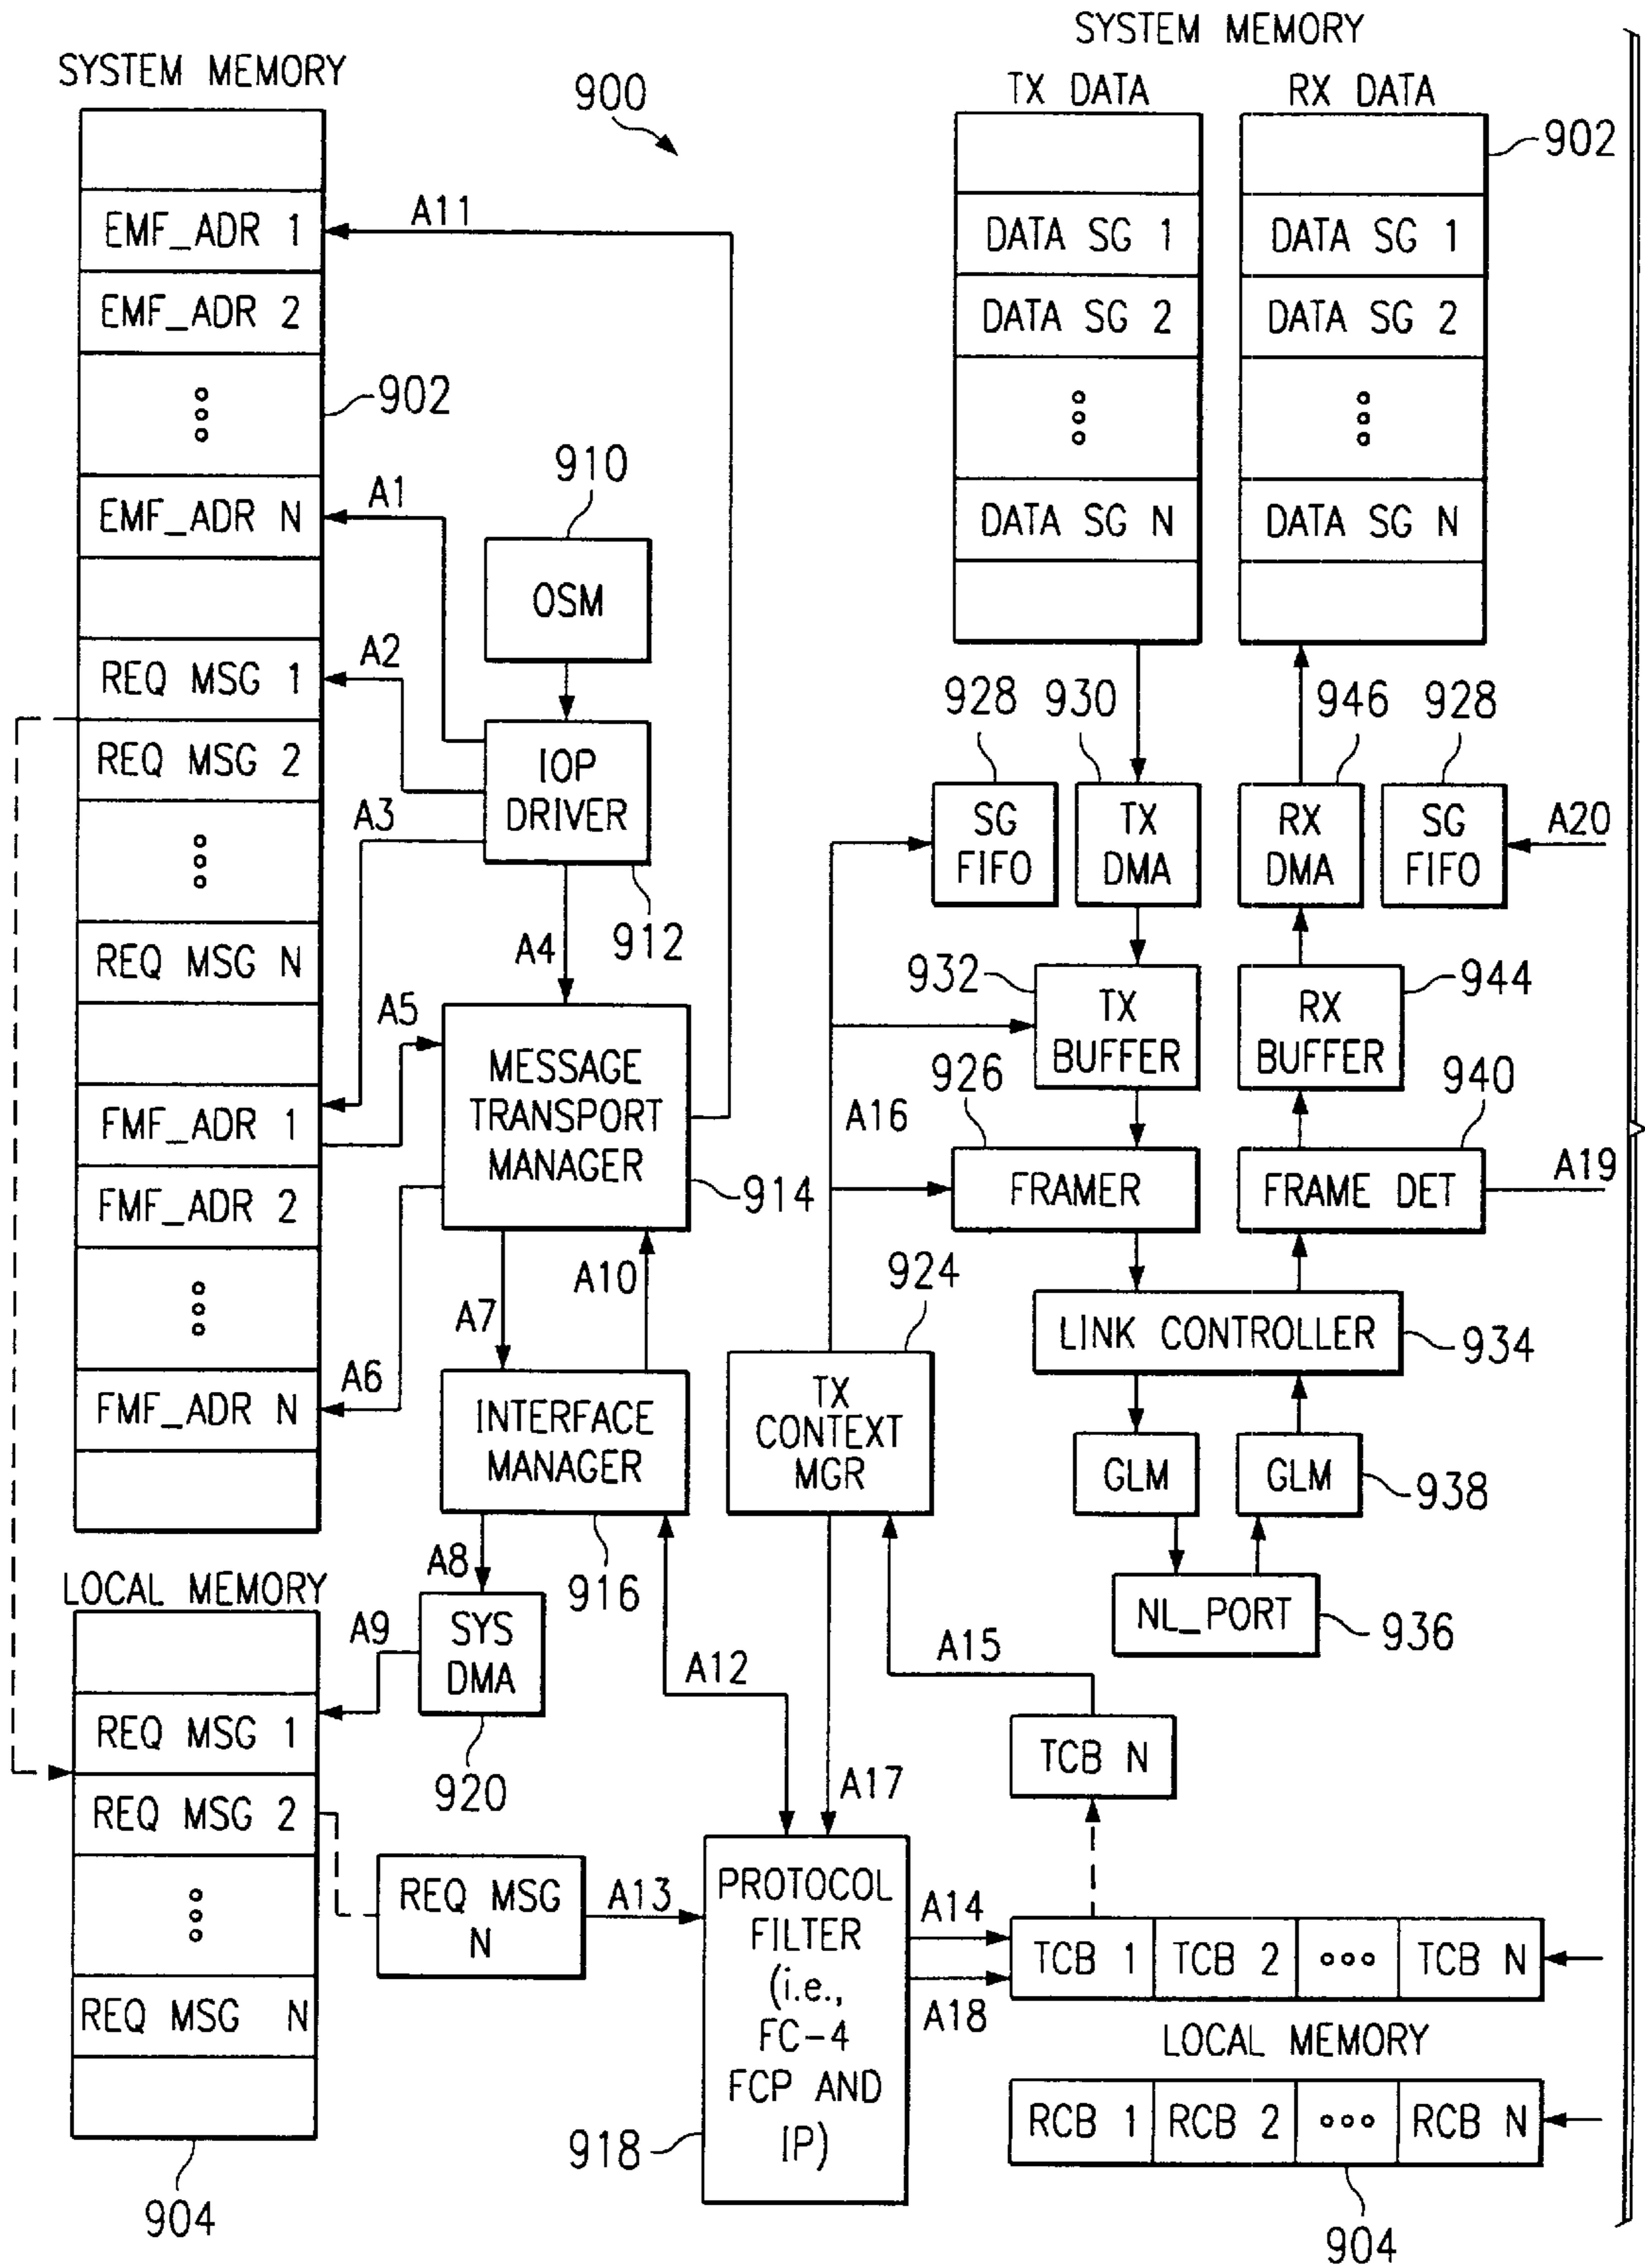 SYSTEM MEMORY
EMF_ADR 1
EMF_ADR 2
902
EMF_ADR N
REQ MSG 1
REQ MSG 2
REQ MSG N
FMF_ADR 1
FMF_ADR 2
FMF_ADR N
900
A11
A1
A2
A3
910
OSM
IOP
DRIVER
912
A4
A5
MESSAGE
TRANSPORT
MANAGER
914
A6
A7
A10
INTERFACE
MANAGER
916
A8
SYS
DMA
920
A9
A12
LOCAL MEMORY
REQ MSG 1
REQ MSG 2
REQ MSG N
904
REQ MSG
N
A13
PROTOCOL
FILTER
(i.e.,
FC-4
FCP AND
IP)
918
A17
A14
A18
SYSTEM MEMORY
TX DATA
RX DATA
902
DATA SG 1
DATA SG 2
DATA SG N
DATA SG 1
DATA SG 2
DATA SG N
928
930
946
928
SG
FIFO
TX
DMA
RX
DMA
SG
FIFO
A20
932
TX
BUFFER
RX
BUFFER
944
926
940
A16
FRAMER
FRAME DET
A19
924
LINK CONTROLLER
934
TX
CONTEXT
MGR
GLM
GLM
938
NL_PORT
936
A15
TCB N
TCB 1
TCB 2
TCB N
LOCAL MEMORY
RCB 1
RCB 2
RCB N
904